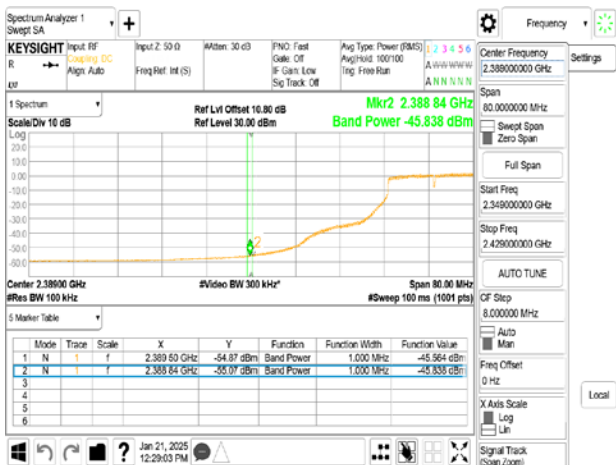 Spectrum Analyzer 1
Swept SA
+
Frequency
KEYSIGHT
Input: RF
Coupling: DC
Align: Auto
Input Z: 50 Ω
Freq Ref: Int (S)
#Atten: 30 dB
PNO: Fast
Gate: Off
IF Gain: Low
Sig Track: Off
Avg Type: Power (RMS)
Avg|Hold: 100/100
Trig: Free Run
1 2 3 4 5 6
A W W W W W
A N N N N N
R
1 Spectrum
Scale/Div 10 dB
Ref Lvl Offset 10.80 dB
Ref Level 30.00 dBm
Mkr2 2.388 84 GHz
Band Power -45.838 dBm
Log
20.0
10.0
0.00
-10.0
-20.0
-30.0
-40.0
-50.0
-60.0
2
Center 2.38900 GHz
#Video BW 300 kHz*
Span 80.00 MHz
#Res BW 100 kHz
#Sweep 100 ms (1001 pts)
5 Marker Table
Mode Trace Scale X Y Function Function Width Function Value
1 N 1 f 2.389 50 GHz -54.87 dBm Band Power 1.000 MHz -45.564 dBm
2 N 1 f 2.388 84 GHz -55.07 dBm Band Power 1.000 MHz -45.838 dBm
3
4
5
6
?
Jan 21, 2025
12:29:03 PM
Center Frequency
2.389000000 GHz
Settings
Span
80.0000000 MHz
Swept Span
Zero Span
Full Span
Start Freq
2.349000000 GHz
Stop Freq
2.429000000 GHz
AUTO TUNE
CF Step
8.000000 MHz
Auto
Man
Freq Offset
0 Hz
Local
X Axis Scale
Log
Lin
Signal Track
(Span Zoom)